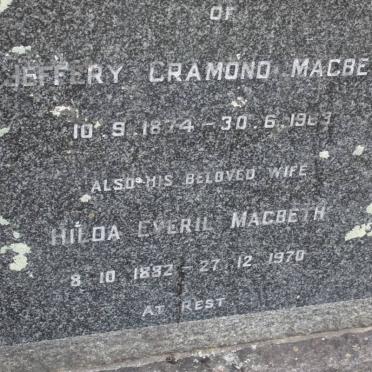 OF
JEFFERY CRAMOND MACBE
10.9.1874 – 30.6.1963
ALSO HIS BELOVED WIFE
HILDA EVERIL MACBETH
8.10.1892 – 27.12.1970
AT REST